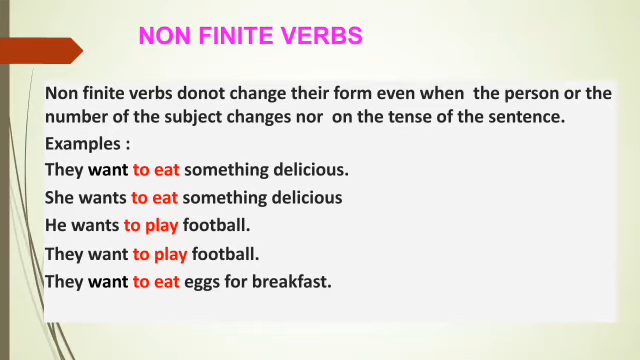 NON FINITE VERBS
Non finite verbs donot change their form even when the person or the
number of the subject changes nor on the tense of the sentence.
Examples :
They want to eat something delicious.
She wants to eat something delicious
He wants to play football.
They want to play football.
They want to eat eggs for breakfast.